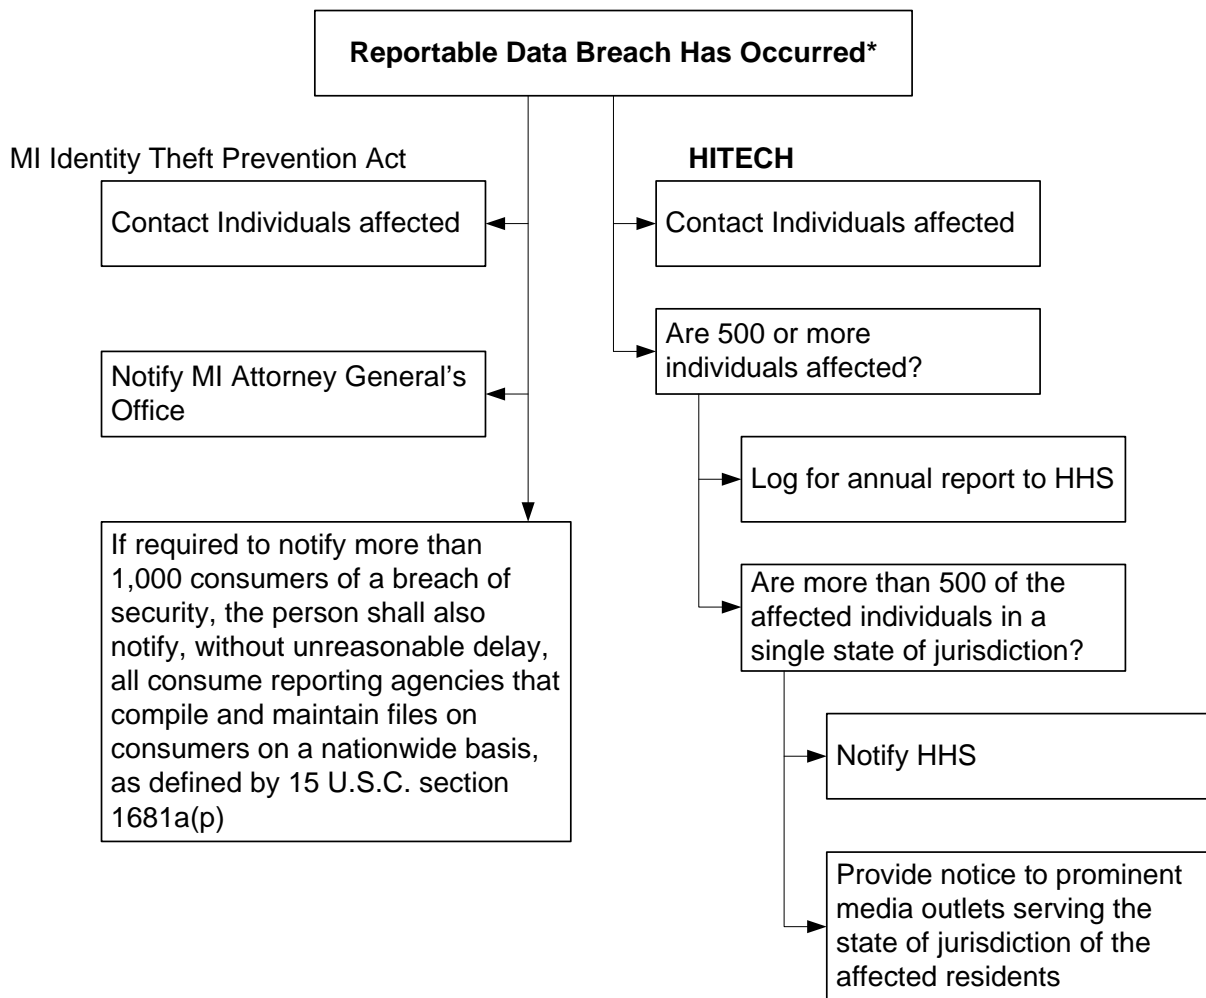 Reportable Data Breach Has Occurred*
MI Identity Theft Prevention Act
Contact Individuals affected
Notify MI Attorney General’s
Office
If required to notify more than
1,000 consumers of a breach of
security, the person shall also
notify, without unreasonable delay,
all consume reporting agencies that
compile and maintain files on
consumers on a nationwide basis,
as defined by 15 U.S.C. section
1681a(p)
HITECH
Contact Individuals affected
Are 500 or more
individuals affected?
Log for annual report to HHS
Are more than 500 of the
affected individuals in a
single state of jurisdiction?
Notify HHS
Provide notice to prominent
media outlets serving the
state of jurisdiction of the
affected residents